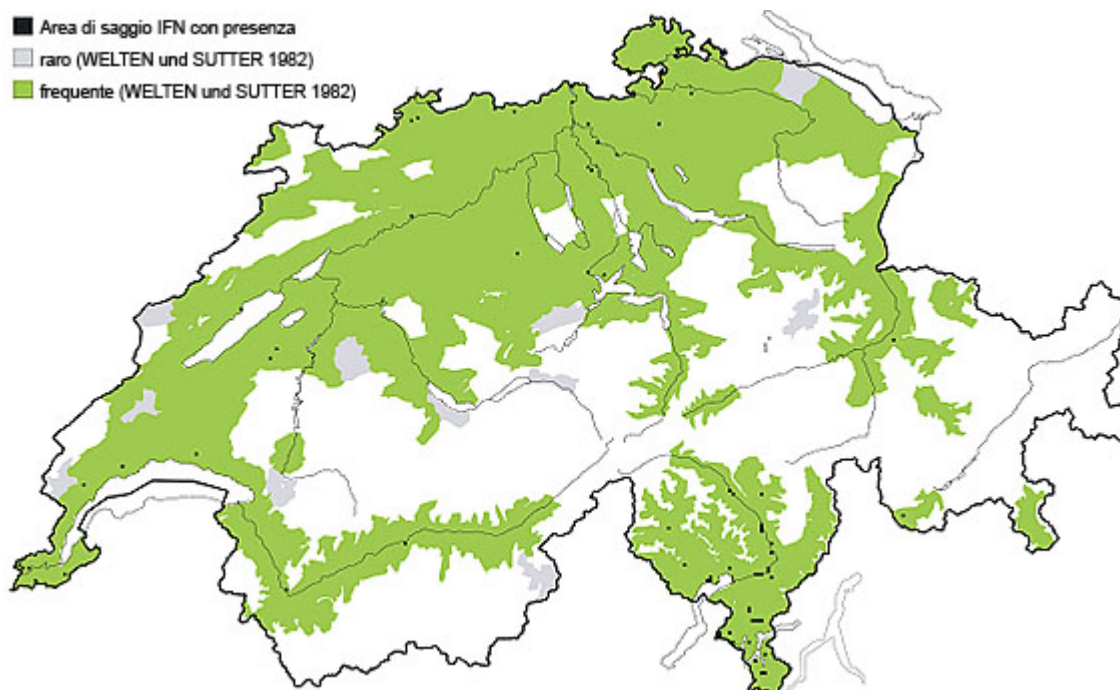 Area di saggio IFN con presenza
raro (WELTEN und SUTTER 1982)
frequente (WELTEN und SUTTER 1982)